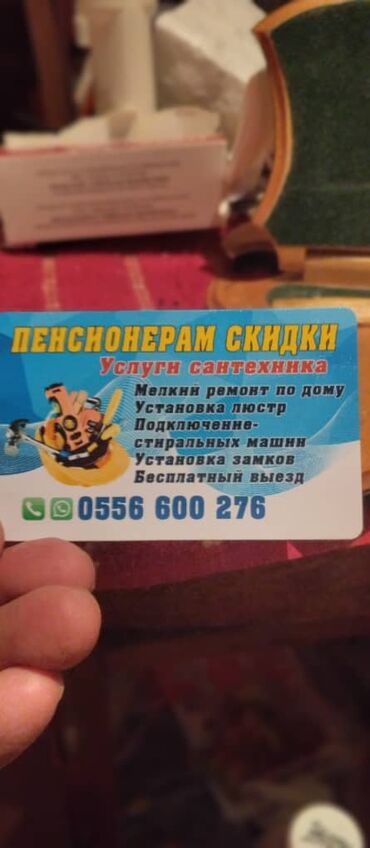 ПЕНСИОНЕРАМ СКИДКИ
Услуги сантехника
Мелкий ремонт по дому
Установка люстр
Подключение-
стиральных машин
Установка замков
Бесплатный выезд
0556 600 276